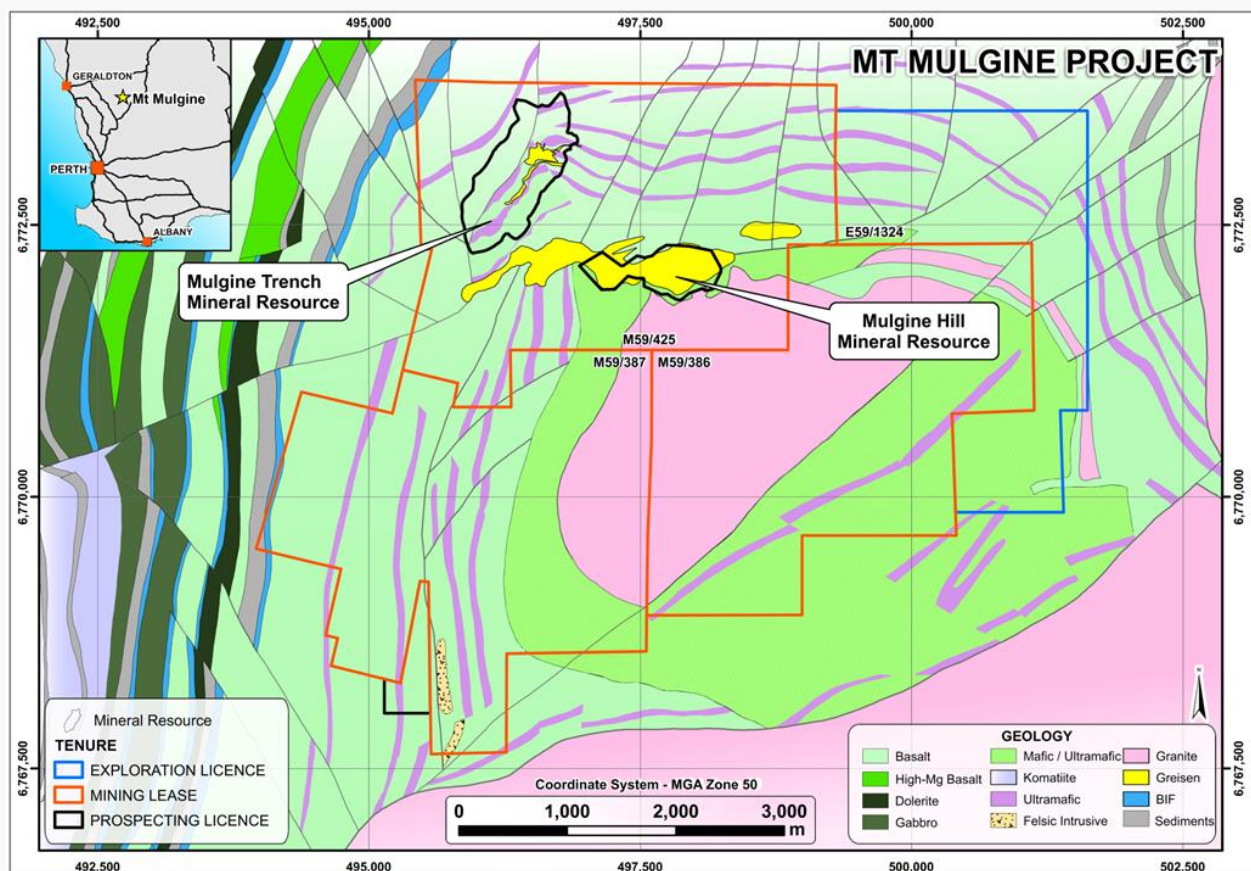 492,500
495,000
497,500
500,000
502,500
MT MULGINE PROJECT
GERALDTON
Mt Mulgine
PERTH
ALBANY
6,772,500
6,772,500
E59/1324
Mulgine Trench
Mineral Resource
Mulgine Hill
Mineral Resource
M59/425
M59/387
M59/386
6,770,000
6,770,000
N
Mineral Resource
TENURE
EXPLORATION LICENCE
MINING LEASE
PROSPECTING LICENCE
Coordinate System - MGA Zone 50
0 1,000 2,000 3,000
m
GEOLOGY
Basalt
High-Mg Basalt
Dolerite
Gabbro
Mafic / Ultramafic
Komatiite
Ultramafic
Felsic Intrusive
Granite
Greisen
BIF
Sediments
6,767,500
6,767,500
492,500
495,000
497,500
500,000
502,500